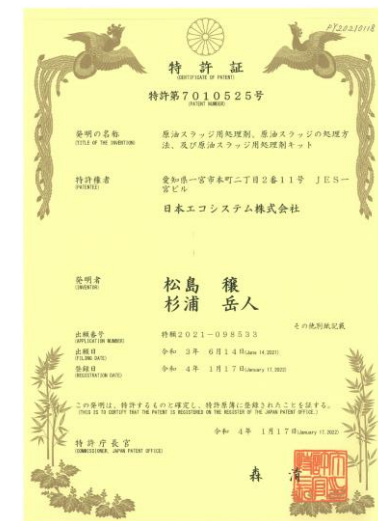 PY20210118
特許証
(CERTIFICATE OF PATENT)
特許第7010525号
(PATENT NUMBER)
発明の名称
(TITLE OF THE INVENTION)
原油スラッジ用処理剤、原油スラッジの処理方
法、及び原油スラッジ用処理剤キット
特許権者
(PATENTEE)
愛知県一宮市本町二丁目2番11号 JES一
宮ビル
日本エコシステム株式会社
発明者
(INVENTOR)
松島 穣
杉浦 岳人
その他別紙記載
出願番号
(APPLICATION NUMBER)
特願2021-098533
出願日
(FILING DATE)
令和 3年 6月14日(June 14,2021)
登録日
(REGISTRATION DATE)
令和 4年 1月17日(January 17,2022)
この発明は、特許するものと確定し、特許原簿に登録されたことを証する。
(THIS IS TO CERTIFY THAT THE PATENT IS REGISTERED ON THE REGISTER OF THE JAPAN PATENT OFFICE.)
令和 4年 1月17日(January 17,2022)
特許庁長官
(COMMISSIONER, JAPAN PATENT OFFICE)
森 清